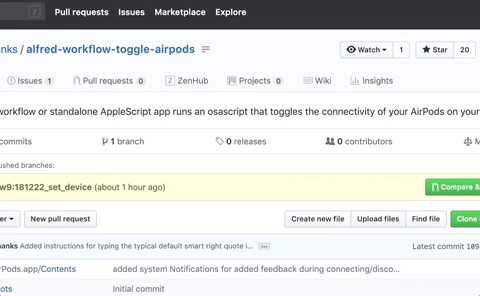 / Pull requests Issues Marketplace Explore
nks / alfred-workflow-toggle-airpods Watch 1 Star 20
Issues 1 Pull requests 0 ZenHub Projects 0 Wiki Insights
workflow or standalone AppleScript app runs an osascript that toggles the connectivity of your AirPods on your
commits 1 branch 0 releases 0 contributors M
ushed branches:
w9:181222_set_device (about 1 hour ago) Compare &
er New pull request Create new file Upload files Find file Clone
hanks Added instructions for typing the typical default smart right quote i... ... Latest commit 109
rPods.app/Contents added system Notifications for added feedback during connecting/disco...
ots Initial commit